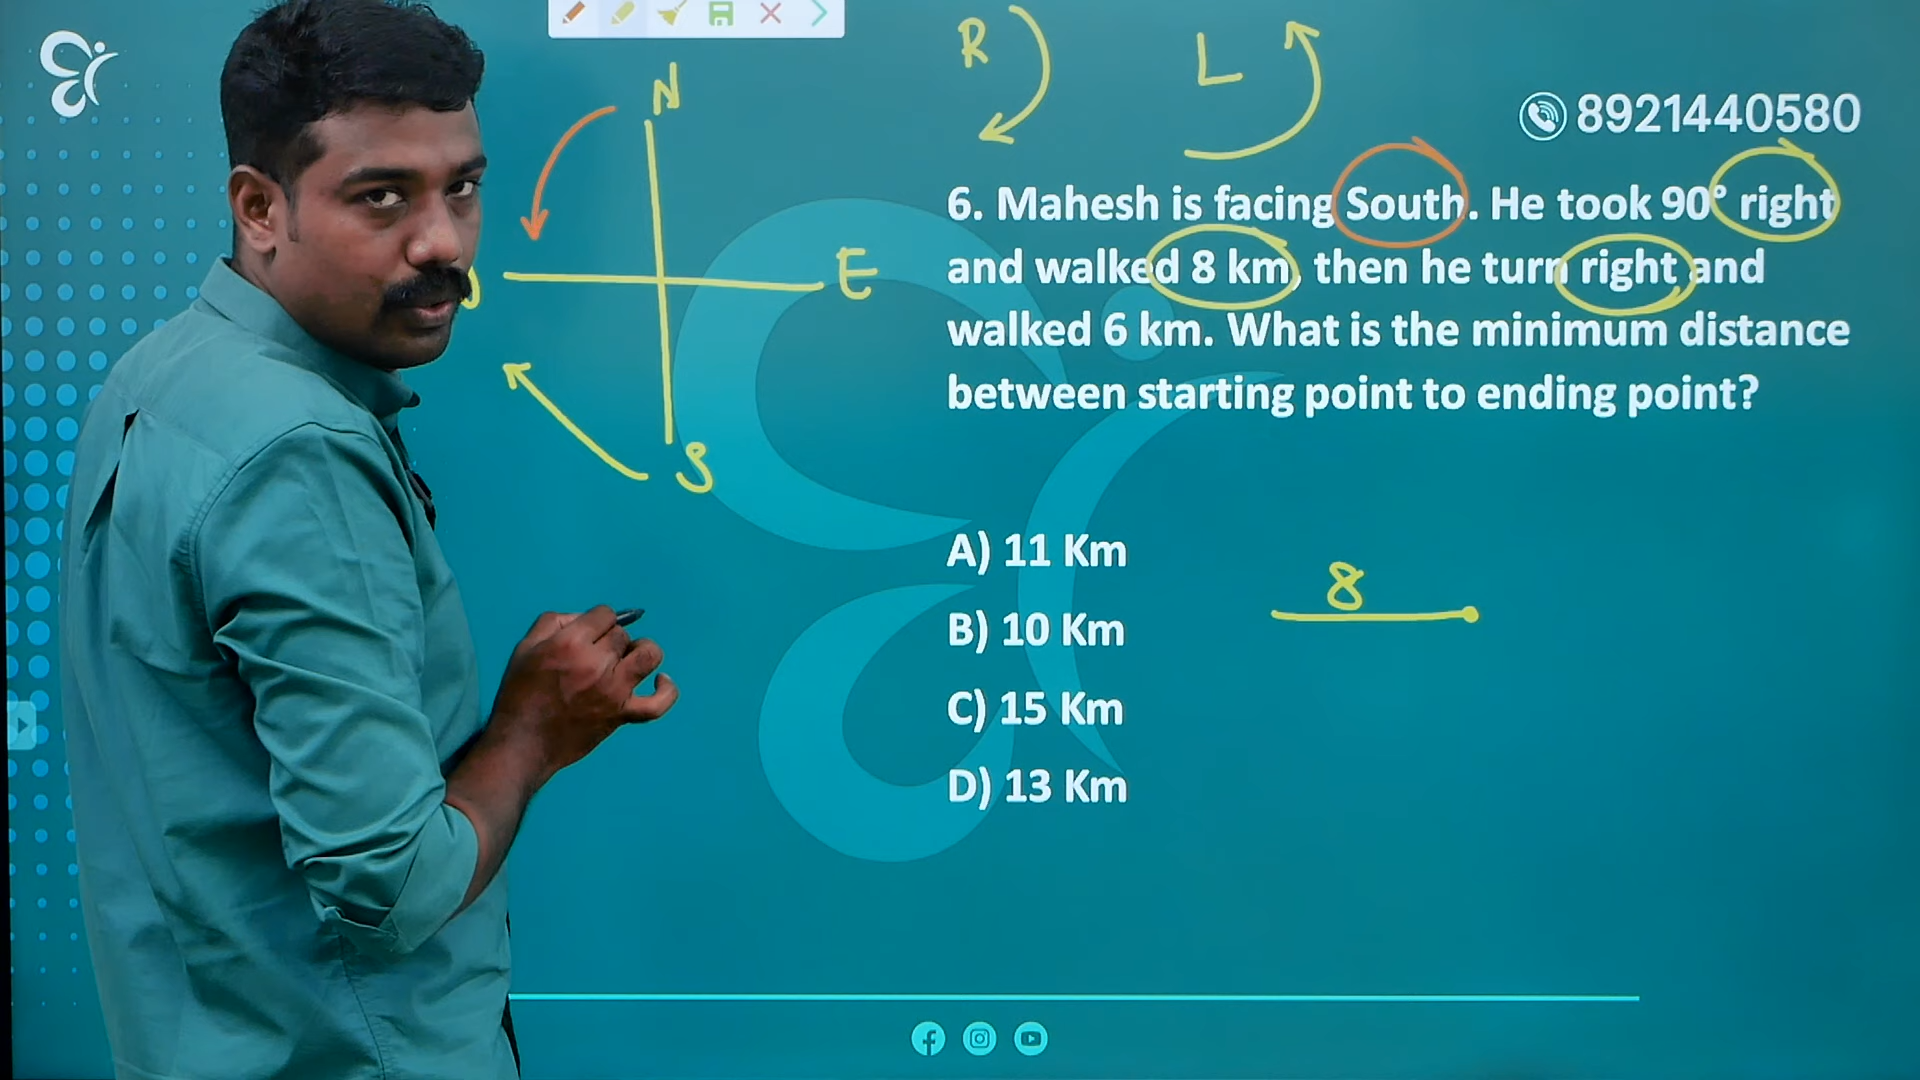 N
R
L
8921440580
E
S
6. Mahesh is facing South. He took 90° right
and walked 8 km, then he turn right and
walked 6 km. What is the minimum distance
between starting point to ending point?
A) 11 Km
8
B) 10 Km
C) 15 Km
D) 13 Km